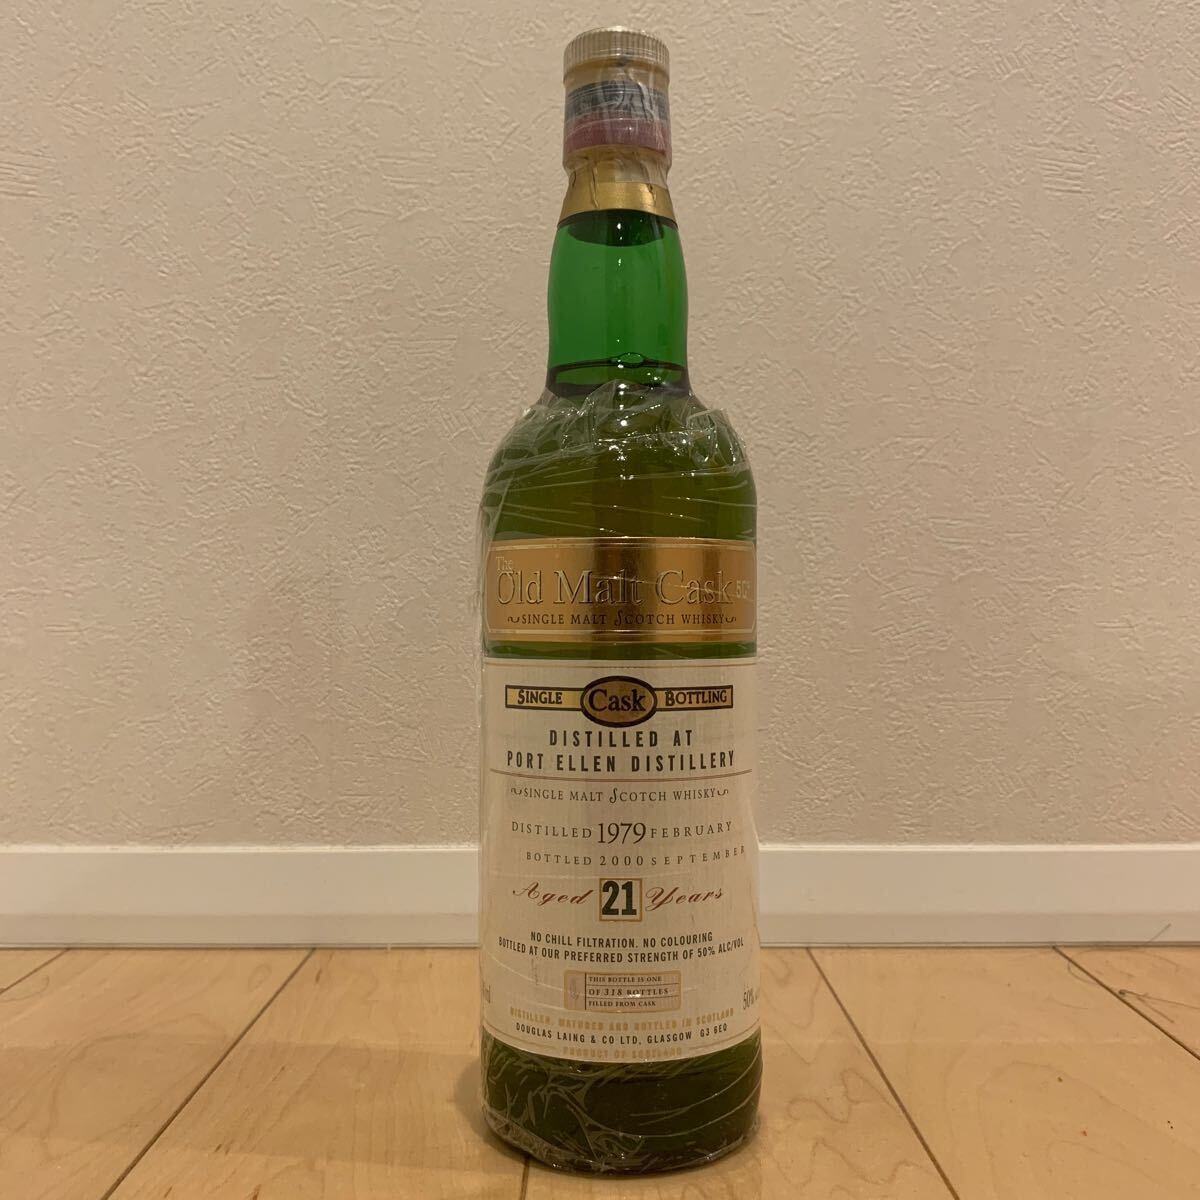 The
Old Malt Cask 50°
SINGLE MALT SCOTCH WHISKY
SINGLE Cask BOTTLING
DISTILLED AT
PORT ELLEN DISTILLERY
SINGLE MALT SCOTCH WHISKY
DISTILLED 1979 FEBRUARY
BOTTLED 2000 SEPTEMBER
Aged 21 Years
NO CHILL FILTRATION. NO COLOURING
BOTTLED AT OUR PREFERRED STRENGTH OF 50% ALC/VOL
THIS BOTTLE IS ONE
OF 318 BOTTLES
FILLED FROM CASK
50%
DISTILLED, MATURED AND BOTTLED IN SCOTLAND
DOUGLAS LAING & CO LTD, GLASGOW G3 6EQ
PRODUCT OF SCOTLAND